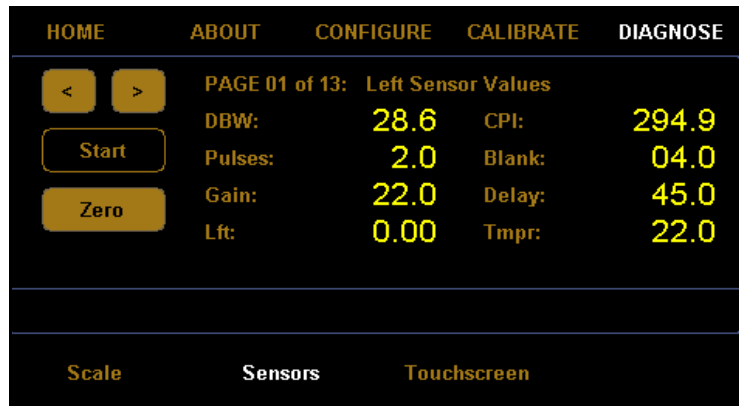 HOME ABOUT CONFIGURE CALIBRATE DIAGNOSE
< > PAGE 01 of 13: Left Sensor Values
DBW: 28.6 CPI: 294.9
Start Pulses: 2.0 Blank: 04.0
Zero Gain: 22.0 Delay: 45.0
Lft: 0.00 Tmpr: 22.0
Scale Sensors Touchscreen